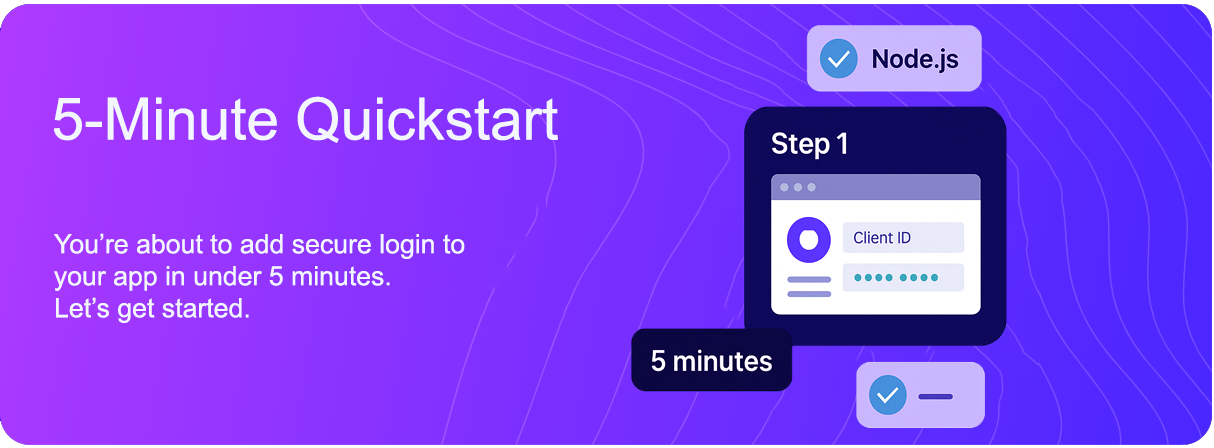 5-Minute Quickstart
You’re about to add secure login to
your app in under 5 minutes.
Let’s get started.
Node.js
Step 1
Client ID
5 minutes